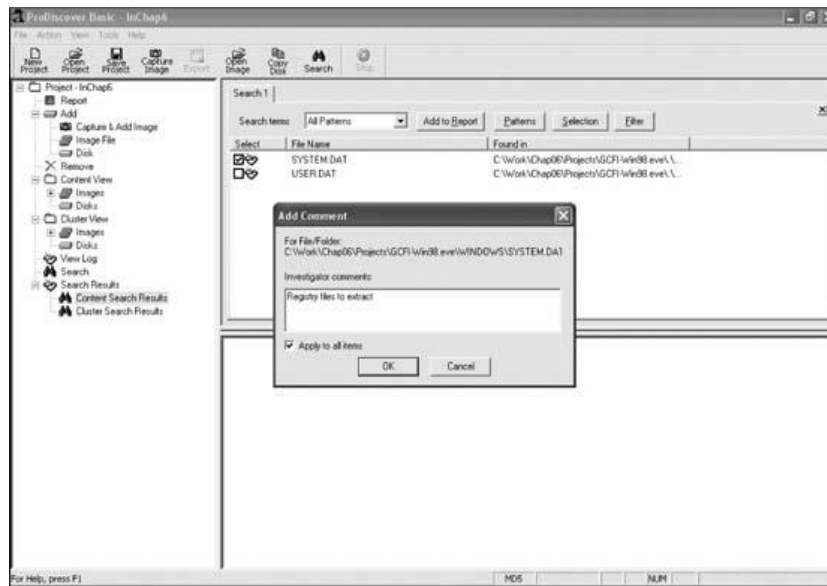 ProDiscover Basic - InChap6
File Action View Tools Help
New Project
Open Project
Save Project
Capture Image
Export
Open Image
Copy Disk
Search
Stop
Project - InChap6
Report
Add
Capture & Add Image
Image File
Disk
Remove
Content View
Images
Disks
Cluster View
Images
Disks
View Log
Search
Search Results
Content Search Results
Cluster Search Results
Search 1
Search terms: All Patterns Add to Report Patterns Selection Filter
Select File Name Found in
SYSTEM.DAT C:\Work\Chap06\Projects\GCFI-Win98.eve\.\...
USER.DAT C:\Work\Chap06\Projects\GCFI-Win98.eve\.\...
Add Comment
For File/Folder:
C:\Work\Chap06\Projects\GCFI-Win98.eve\WINDOWS\SYSTEM.DAT
Investigator comments:
Registry files to extract
Apply to all items
OK Cancel
For Help, press F1 MD5 NUM